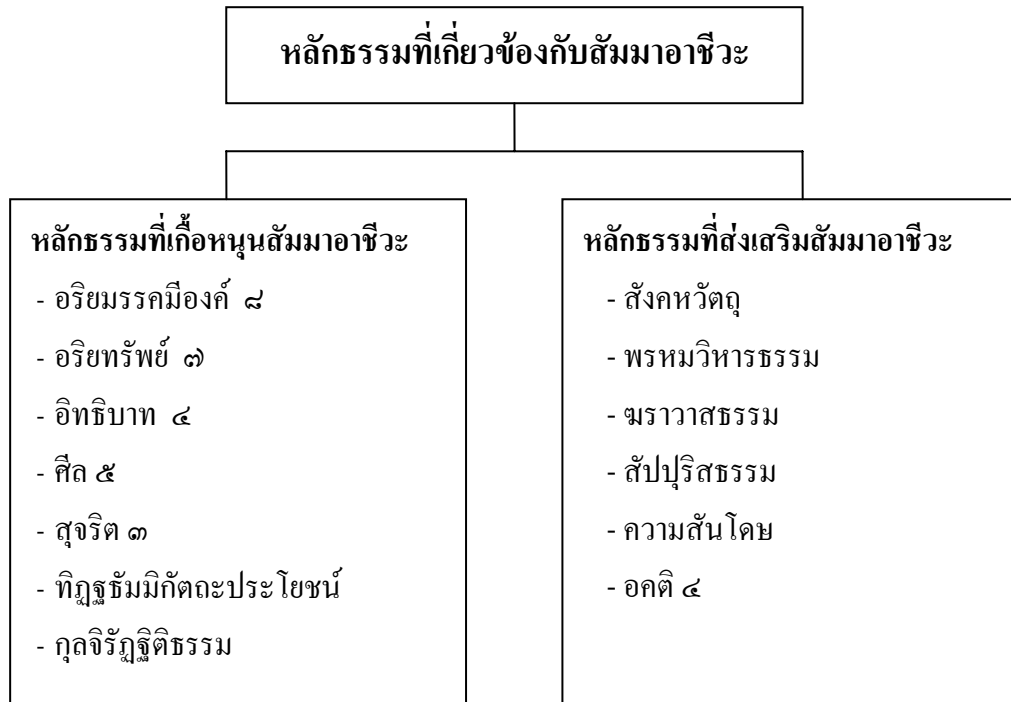 หลักธรรมที่เกี่ยวข้องกับสัมมาอาชีวะ
หลักธรรมที่เกื้อหนุนสัมมาอาชีวะ
- อริยมรรคมีองค์ ๘
- อริยทรัพย์ ๗
- อิทธิบาท ๔
- ศีล ๕
- สุจริต ๓
- ทิฏฐธัมมิกัตถะประโยชน์
- กุลจิรัฏฐิติธรรม
หลักธรรมที่ส่งเสริมสัมมาอาชีวะ
- สังคหวัตถุ
- พรหมวิหารธรรม
- ฆราวาสธรรม
- สัปปุริสธรรม
- ความสันโดษ
- อคติ ๔